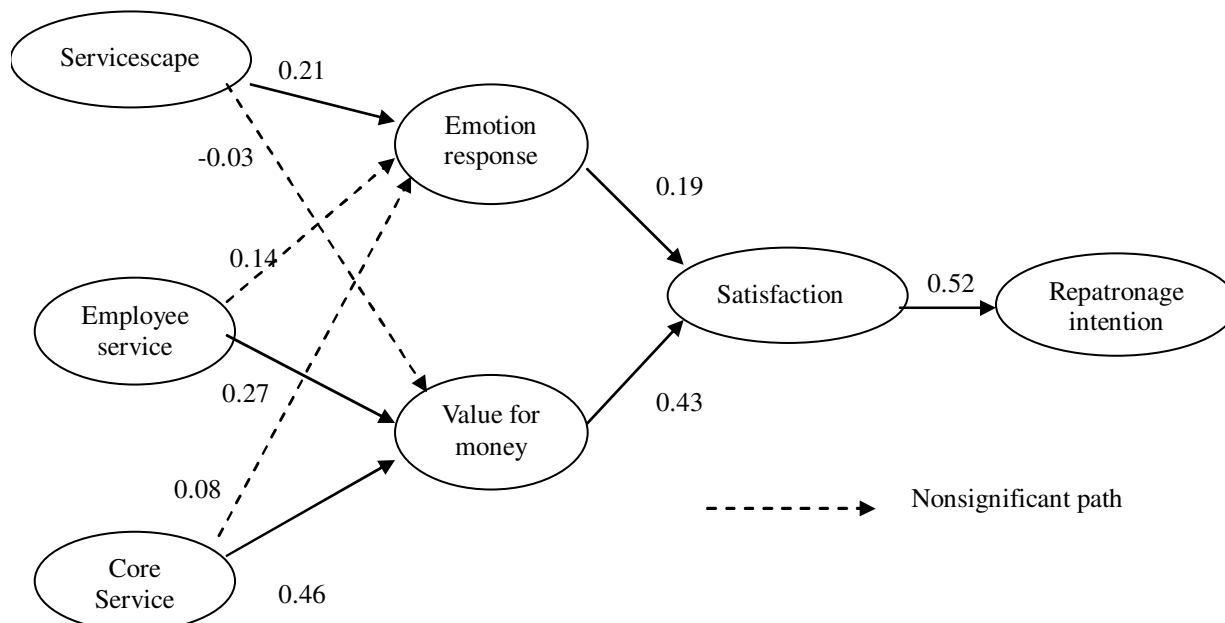 Servicescape
0.21
Emotion
response
-0.03
0.19
0.14
Satisfaction
0.52
Repatronage
intention
Employee
service
0.27
Value for
money
0.43
0.08
Nonsignificant path
Core
Service
0.46